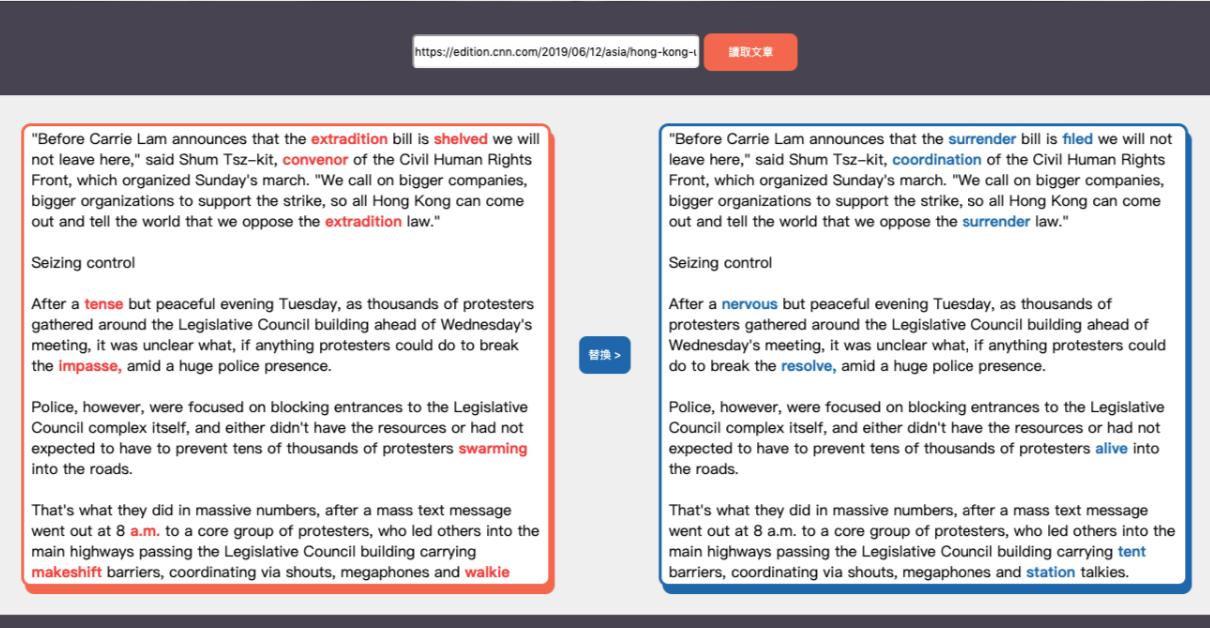 https://edition.cnn.com/2019/06/12/asia/hong-kong-u
讀取文章
"Before Carrie Lam announces that the extradition bill is shelved we will
not leave here," said Shum Tsz-kit, convenor of the Civil Human Rights
Front, which organized Sunday's march. "We call on bigger companies,
bigger organizations to support the strike, so all Hong Kong can come
out and tell the world that we oppose the extradition law."
Seizing control
After a tense but peaceful evening Tuesday, as thousands of protesters
gathered around the Legislative Council building ahead of Wednesday's
meeting, it was unclear what, if anything protesters could do to break
the impasse, amid a huge police presence.
Police, however, were focused on blocking entrances to the Legislative
Council complex itself, and either didn't have the resources or had not
expected to have to prevent tens of thousands of protesters swarming
into the roads.
That's what they did in massive numbers, after a mass text message
went out at 8 a.m. to a core group of protesters, who led others into the
main highways passing the Legislative Council building carrying
makeshift barriers, coordinating via shouts, megaphones and walkie
替換 >
"Before Carrie Lam announces that the surrender bill is filed we will not
leave here," said Shum Tsz-kit, coordination of the Civil Human Rights
Front, which organized Sunday's march. "We call on bigger companies,
bigger organizations to support the strike, so all Hong Kong can come
out and tell the world that we oppose the surrender law."
Seizing control
After a nervous but peaceful evening Tuesday, as thousands of
protesters gathered around the Legislative Council building ahead of
Wednesday's meeting, it was unclear what, if anything protesters could
do to break the resolve, amid a huge police presence.
Police, however, were focused on blocking entrances to the Legislative
Council complex itself, and either didn't have the resources or had not
expected to have to prevent tens of thousands of protesters alive into
the roads.
That's what they did in massive numbers, after a mass text message
went out at 8 a.m. to a core group of protesters, who led others into the
main highways passing the Legislative Council building carrying tent
barriers, coordinating via shouts, megaphones and station talkies.